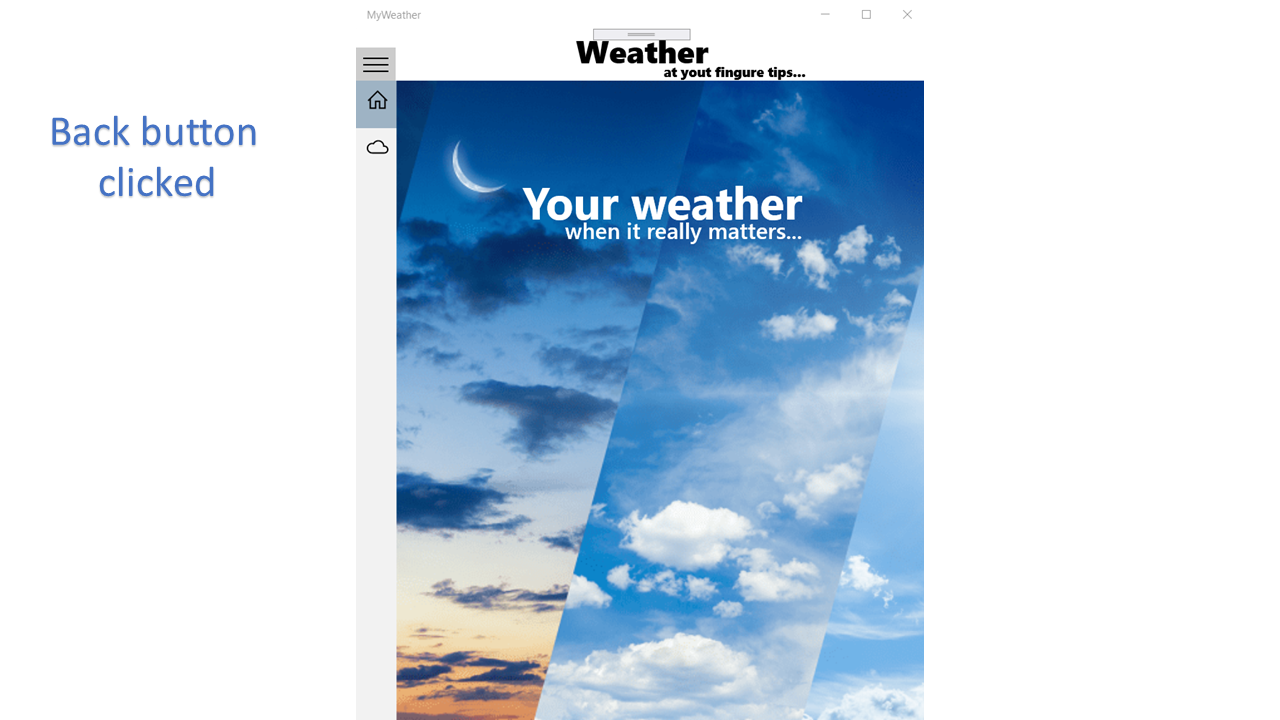 MyWeather
Weather
at yout fingure tips...
Back button
clicked
Your weather
when it really matters...